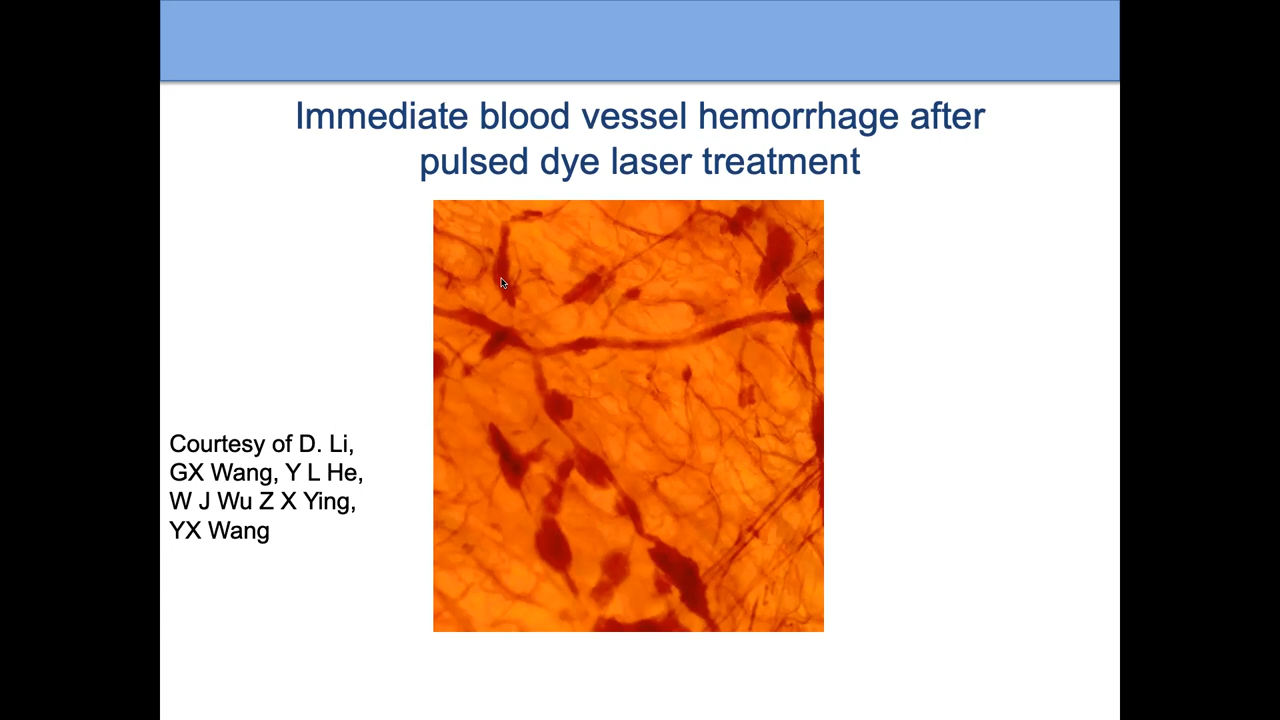 Immediate blood vessel hemorrhage after
pulsed dye laser treatment
Courtesy of D. Li,
GX Wang, Y L He,
W J Wu Z X Ying,
YX Wang